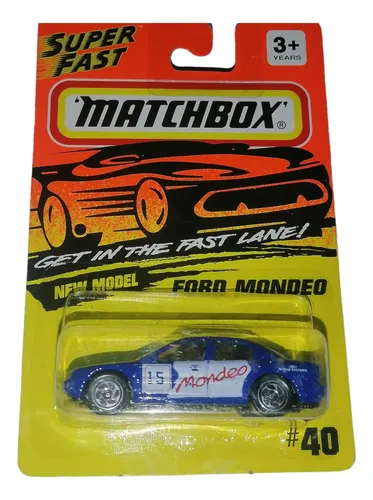 SUPER
FAST
3+
YEARS
'MATCHBOX'®
GET IN THE FAST LANE!
NEW MODEL
FORD MONDEO
15
Mondeo
#40